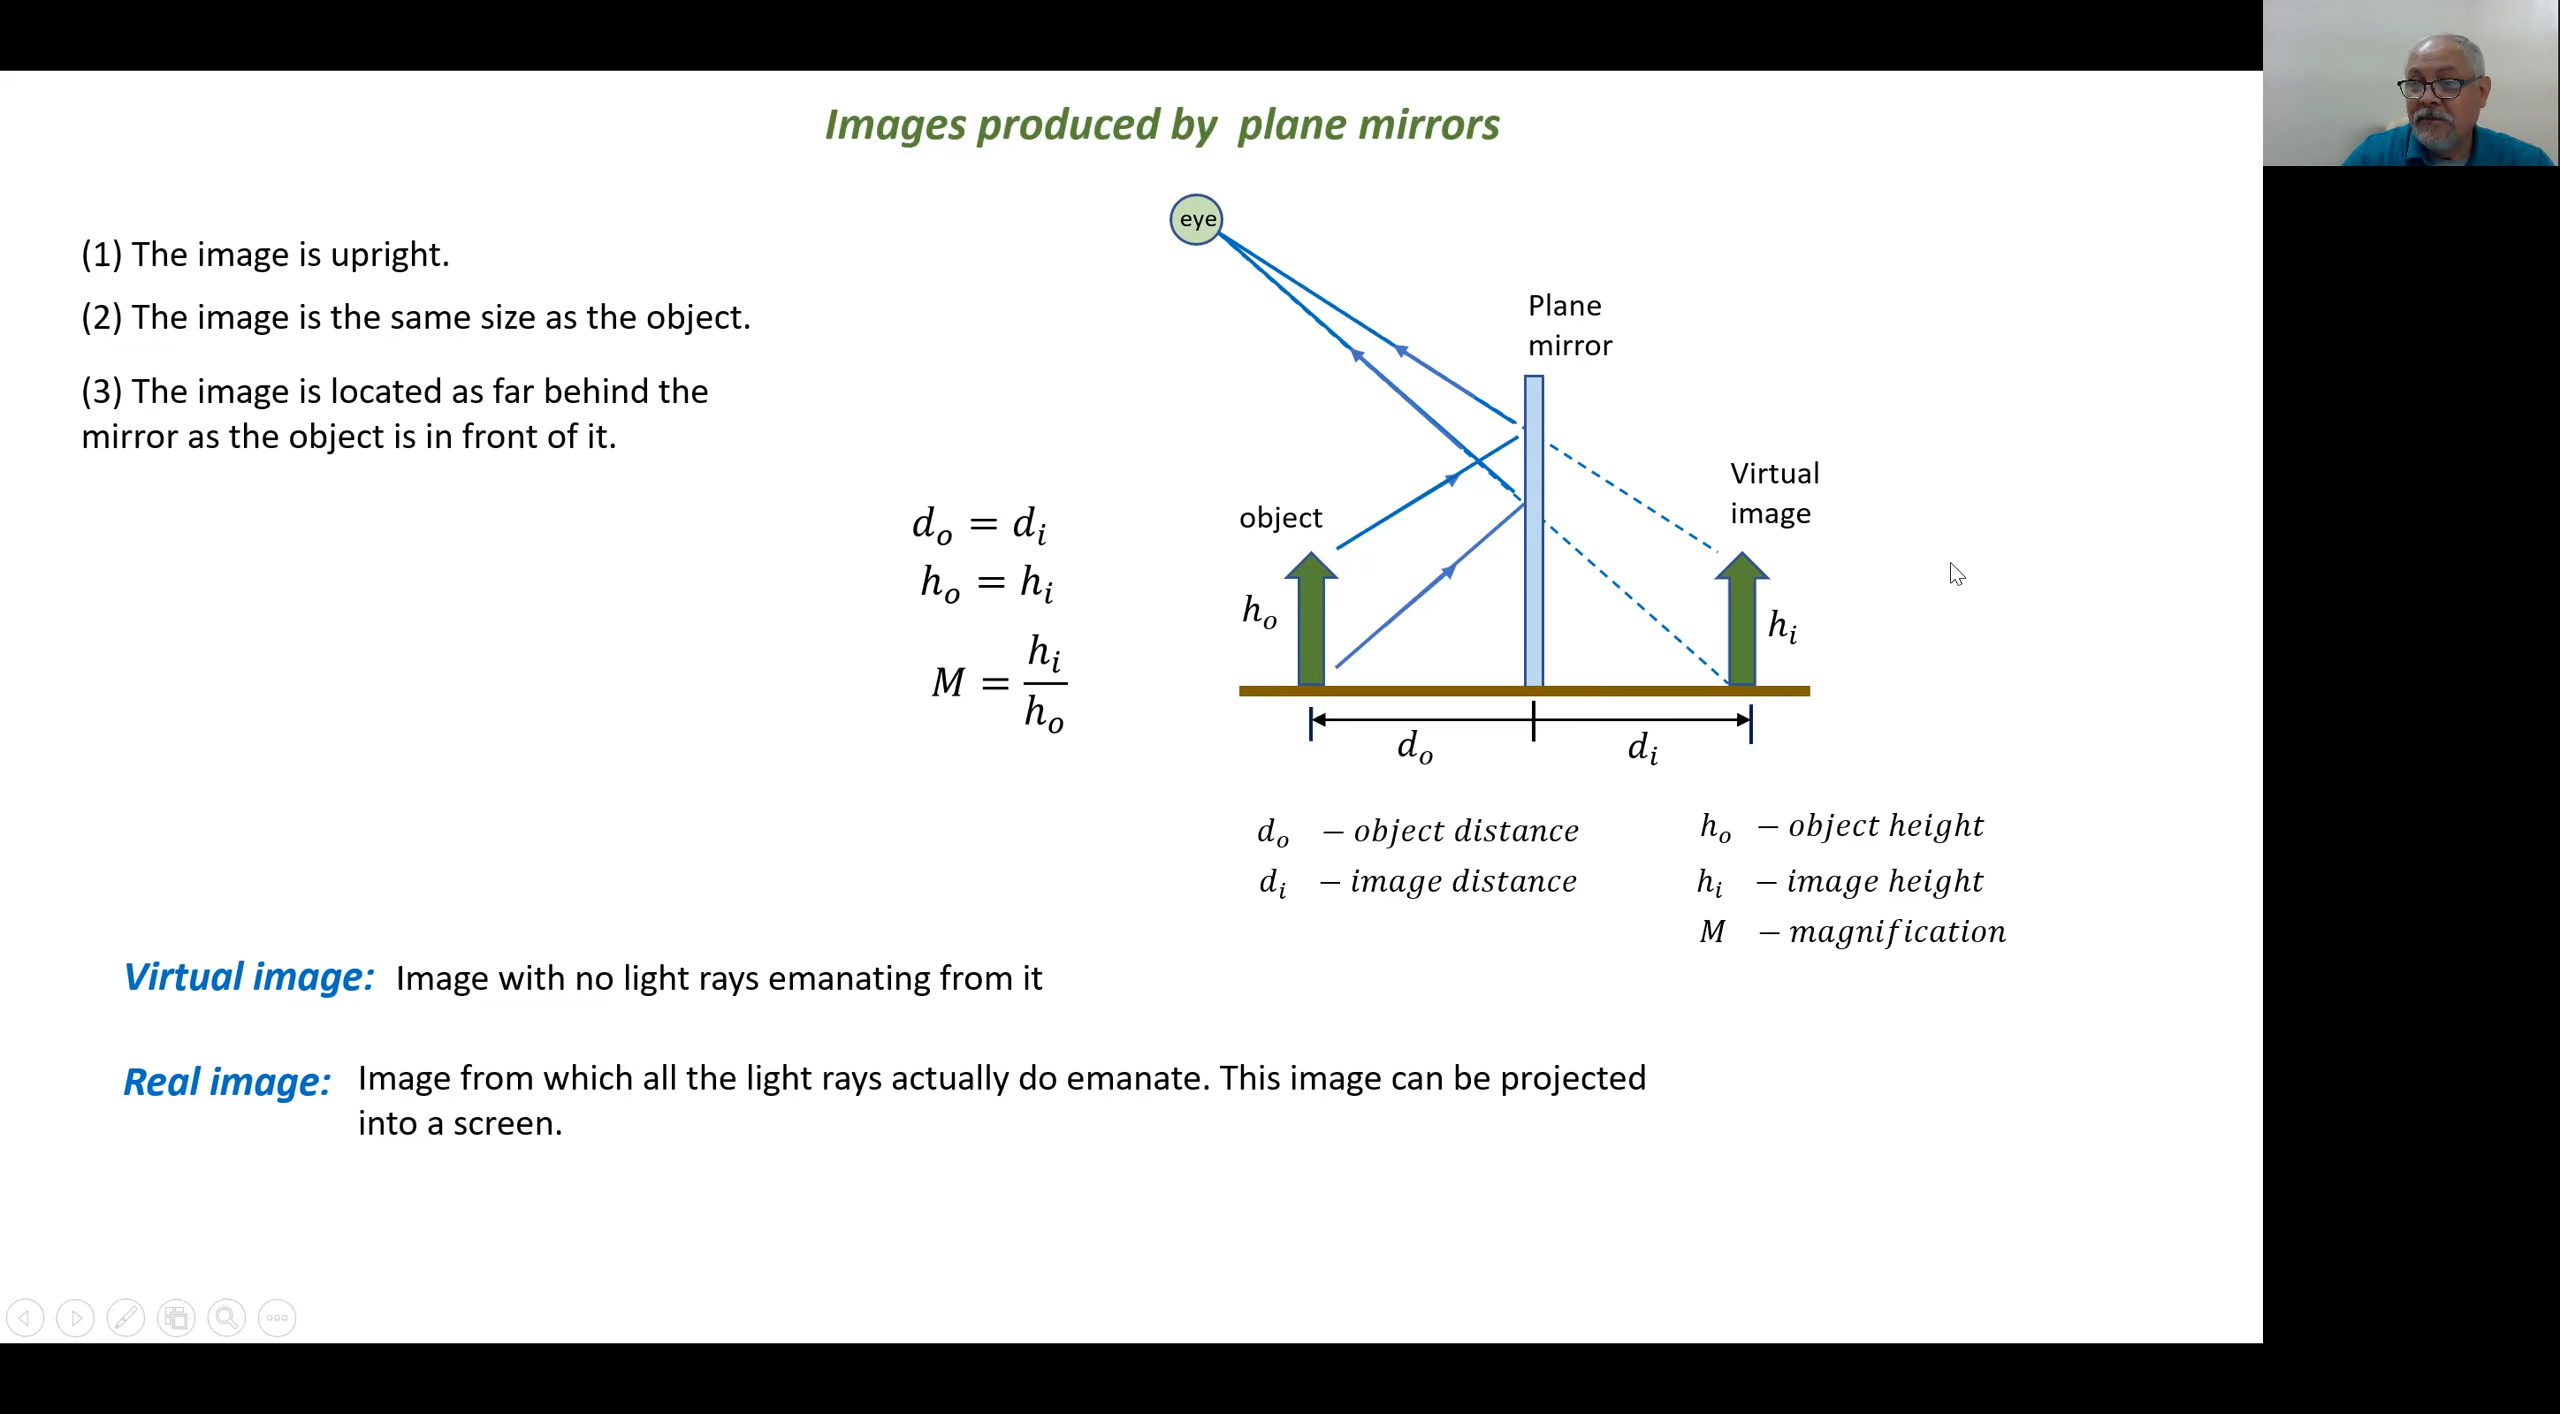 Images produced by plane mirrors
(1) The image is upright.
(2) The image is the same size as the object.
(3) The image is located as far behind the
mirror as the object is in front of it.
d_o = d_i
h_o = h_i
M = h_i / h_o
eye
Plane
mirror
object
Virtual
image
h_o
h_i
d_o
d_i
d_o – object distance
d_i – image distance
h_o – object height
h_i – image height
M – magnification
Virtual image: Image with no light rays emanating from it
Real image: Image from which all the light rays actually do emanate. This image can be projected
into a screen.